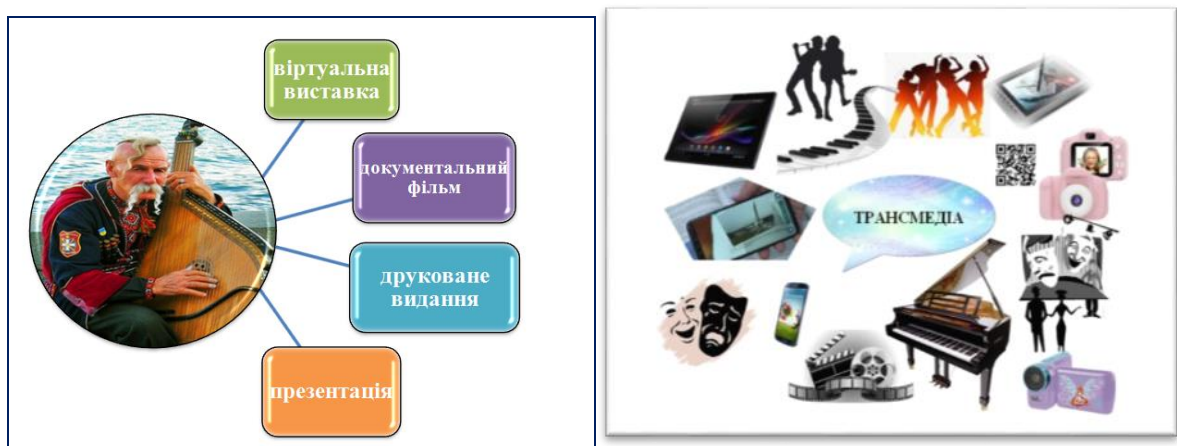 віртуальна
виставка
документальний
фільм
друковане
видання
презентація
ТРАНСМЕДІА